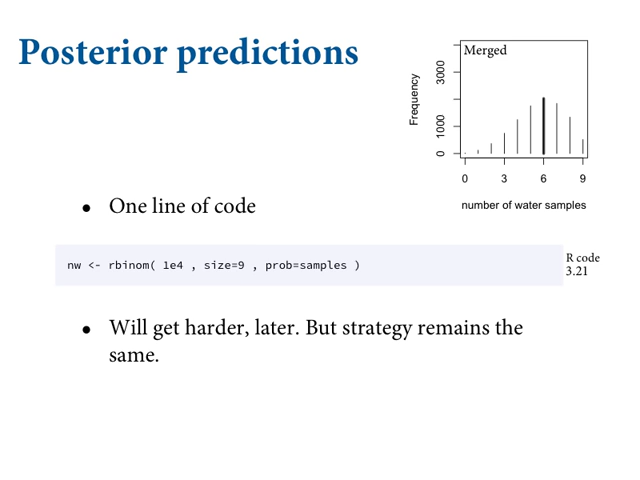 Posterior predictions
Merged
Frequency
3000
1000
0
0 3 6 9
number of water samples
• One line of code
nw <- rbinom( 1e4 , size=9 , prob=samples )
R code
3.21
• Will get harder, later. But strategy remains the
same.